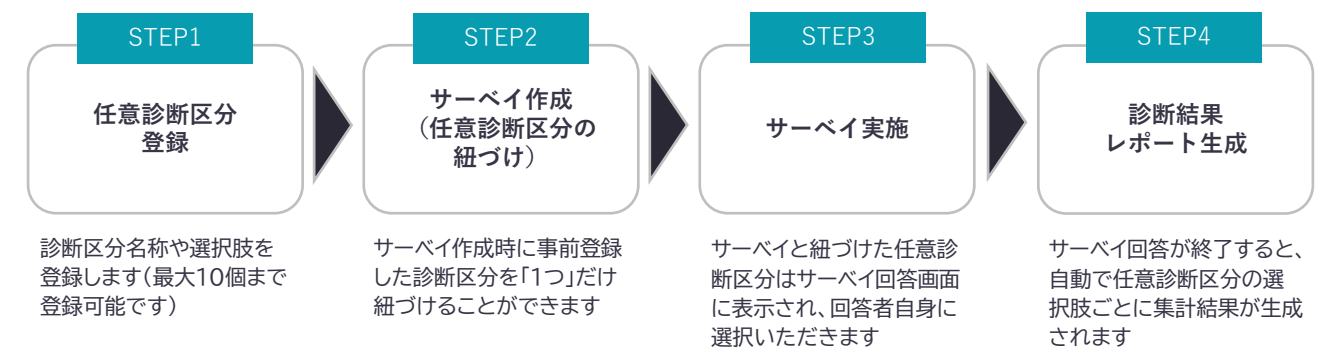 STEP1
任意診断区分
登録
診断区分名称や選択肢を
登録します(最大10個まで
登録可能です)
STEP2
サーベイ作成
(任意診断区分の
紐づけ)
サーベイ作成時に事前登録
した診断区分を「1つ」だけ
紐づけることができます
STEP3
サーベイ実施
サーベイと紐づけた任意診
断区分はサーベイ回答画面
に表示され、回答者自身に
選択いただきます
STEP4
診断結果
レポート生成
サーベイ回答が終了すると、
自動で任意診断区分の選
択肢ごとに集計結果が生成
されます